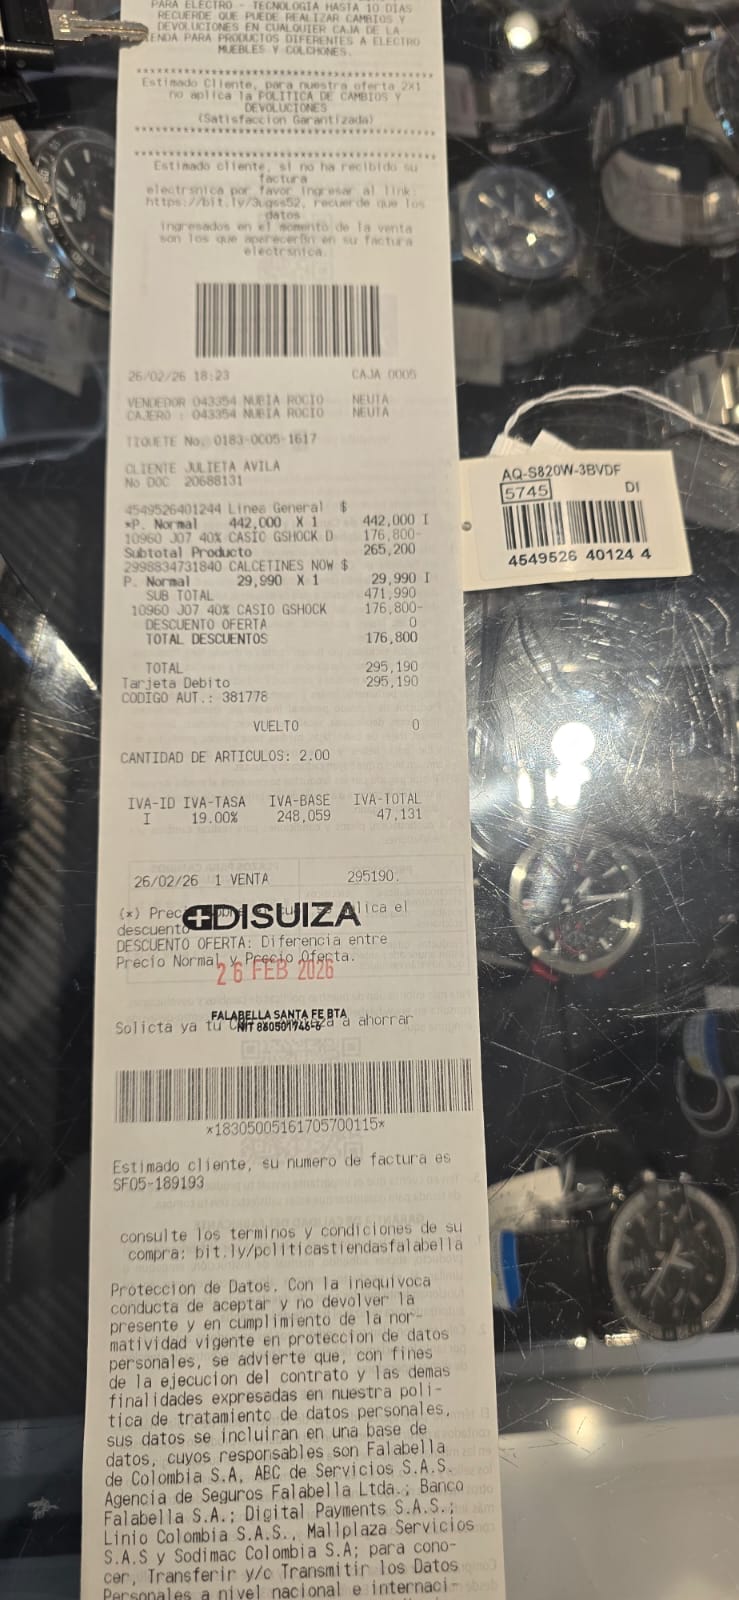 PARA ELECTRO - TECNOLOGIA HASTA 10 DIAS
RECUERDE QUE PUEDE REALIZAR CAMBIOS Y
DEVOLUCIONES EN CUALQUIER CAJA DE LA
ENDA PARA PRODUCTOS DIFERENTES A ELECTRO
MUEBLES Y COLCHONES.
****************************************
Estimado Cliente, para nuestra oferta 2X1
no aplica la POLITICA DE CAMBIOS Y
DEVOLUCIONES
(Satisfaccion Garantizada)
****************************************
****************************************
Estimado cliente, si no ha recibido su
factura
electrsnica por favor ingresar al link:
https://bit.ly/3ugss52, recuerde que los
datos
ingresados en el momento de la venta
son los que apareceran en su factura
electrsnica.
26/02/26 18:23 CAJA 0005
VENDEDOR 043354 NUBIA ROCIO NEUTA
CAJERO : 043354 NUBIA ROCIO NEUTA
TIQUETE No. 0183-0005-1617
CLIENTE JULIETA AVILA
No DOC 20688131
4549526401244 Linea General $
*P. Normal 442,000 X 1 442,000 I
10960 J07 40% CASIO GSHOCK D 176,800-
Subtotal Producto 265,200
2998834731840 CALCETINES NOW $
P. Normal 29,990 X 1 29,990 I
SUB TOTAL 471,990
10960 J07 40% CASIO GSHOCK 176,800-
DESCUENTO OFERTA 0
TOTAL DESCUENTOS 176,800
TOTAL 295,190
Tarjeta Debito 295,190
CODIGO AUT.: 381778
VUELTO 0
CANTIDAD DE ARTICULOS: 2.00
IVA-ID IVA-TASA IVA-BASE IVA-TOTAL
I 19.00% 248,059 47,131
26/02/26 1 VENTA 295190.
(*) Preci lica el
DISUIZA
descuento
DESCUENTO OFERTA: Diferencia entre
Precio Normal y Precio Oferta.
26 FEB 2026
FALABELLA SANTA FE BTA
NIT 860501746-6
Solicta ya tu a ahorrar
*18305005161705700115*
Estimado cliente, su numero de factura es
SF05-189193
consulte los terminos y condiciones de su
compra: bit.ly/politicastiendasfalabella
Proteccion de Datos. Con la inequivoca
conducta de aceptar y no devolver la
presente y en cumplimiento de la nor-
matividad vigente en proteccion de datos
personales, se advierte que, con fines
de la ejecucion del contrato y las demas
finalidades expresadas en nuestra poli-
tica de tratamiento de datos personales,
sus datos se incluiran en una base de
datos, cuyos responsables son Falabella
de Colombia S.A, ABC de Servicios S.A.S.
Agencia de Seguros Falabella Ltda.; Banco
Falabella S.A.; Digital Payments S.A.S.;
Linio Colombia S.A.S., Mallplaza Servicios
S.A.S y Sodimac Colombia S.A; para cono-
cer, Transferir y/c Transmitir los Datos
Personales a nivel nacional e internaci-
AQ-S820W-3BVDF
5745 DI
4549526 40124 4